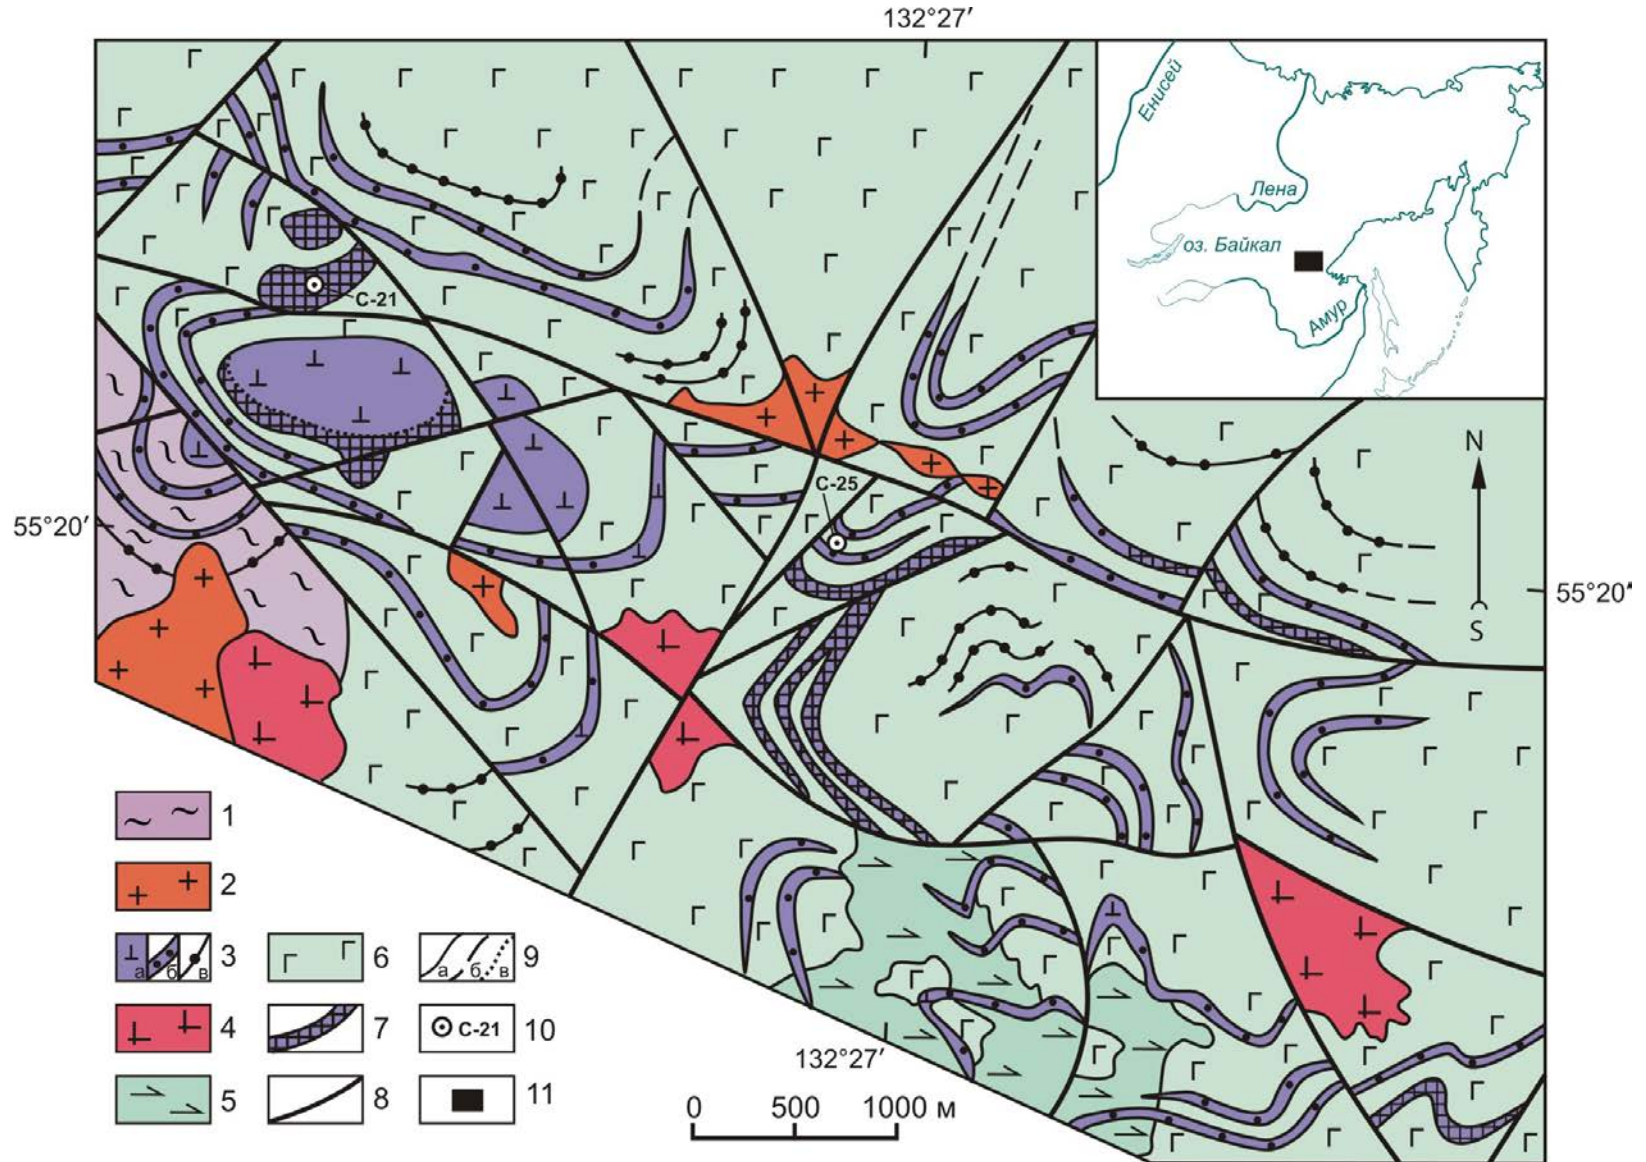 132°27′
Енисей
Лена
оз. Байкал
Амур
С-21
С-25
N
S
55°20′
55°20′
1
2
а б в 3
6
а б в 9
4
7
С-21 10
5
8
11
132°27′
0 500 1000 м